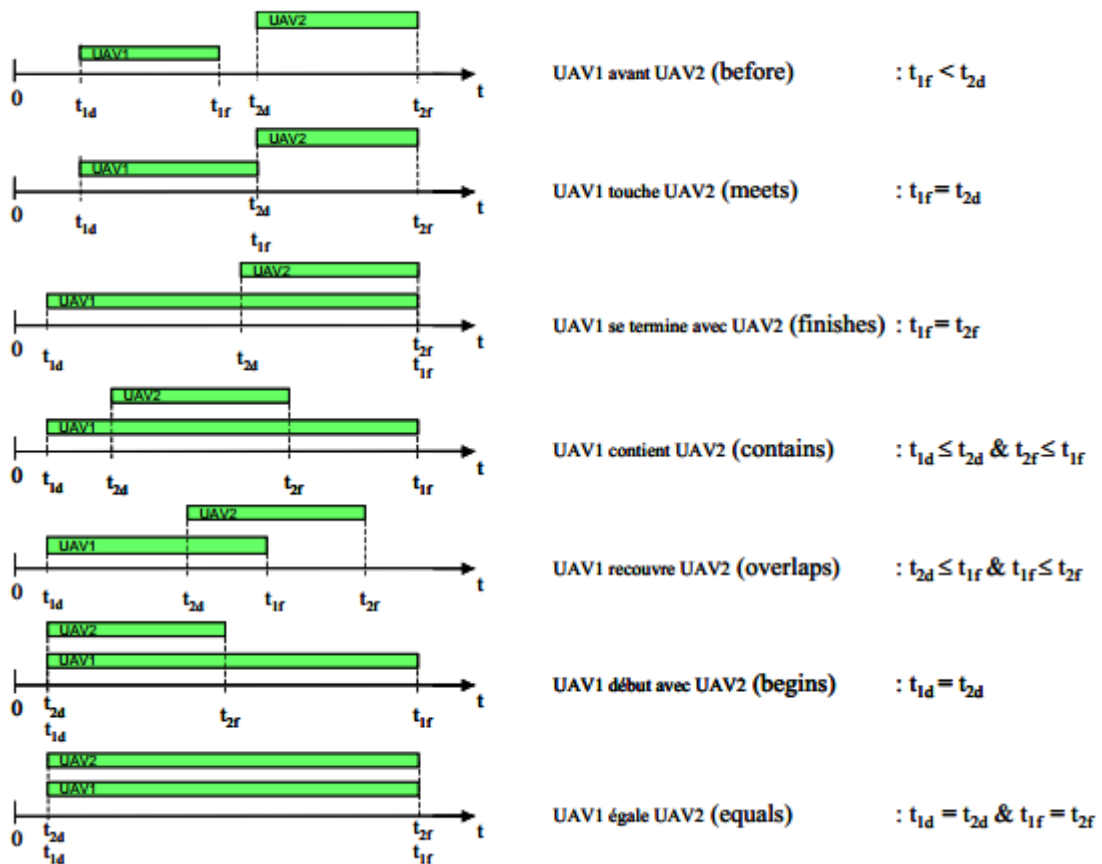 UAV2
UAV1
UAV1 avant UAV2 (before) : t1f < t2d
0 t1d t1f t2d t2f t
UAV2
UAV1
UAV1 touche UAV2 (meets) : t1f = t2d
0 t1d t2d t2f t
t1f
UAV2
UAV1
UAV1 se termine avec UAV2 (finishes) : t1f = t2f
0 t1d t2d t2f t
t1f
UAV2
UAV1
UAV1 contient UAV2 (contains) : t1d ≤ t2d & t2f ≤ t1f
0 t1d t2d t2f t1f t
UAV2
UAV1
UAV1 recouvre UAV2 (overlaps) : t2d ≤ t1f & t1f ≤ t2f
0 t1d t2d t1f t2f t
UAV2
UAV1
UAV1 début avec UAV2 (begins) : t1d = t2d
0 t2d t2f t1f t
t1d
UAV2
UAV1
UAV1 égale UAV2 (equals) : t1d = t2d & t1f = t2f
0 t2d t2f t
t1d t1f